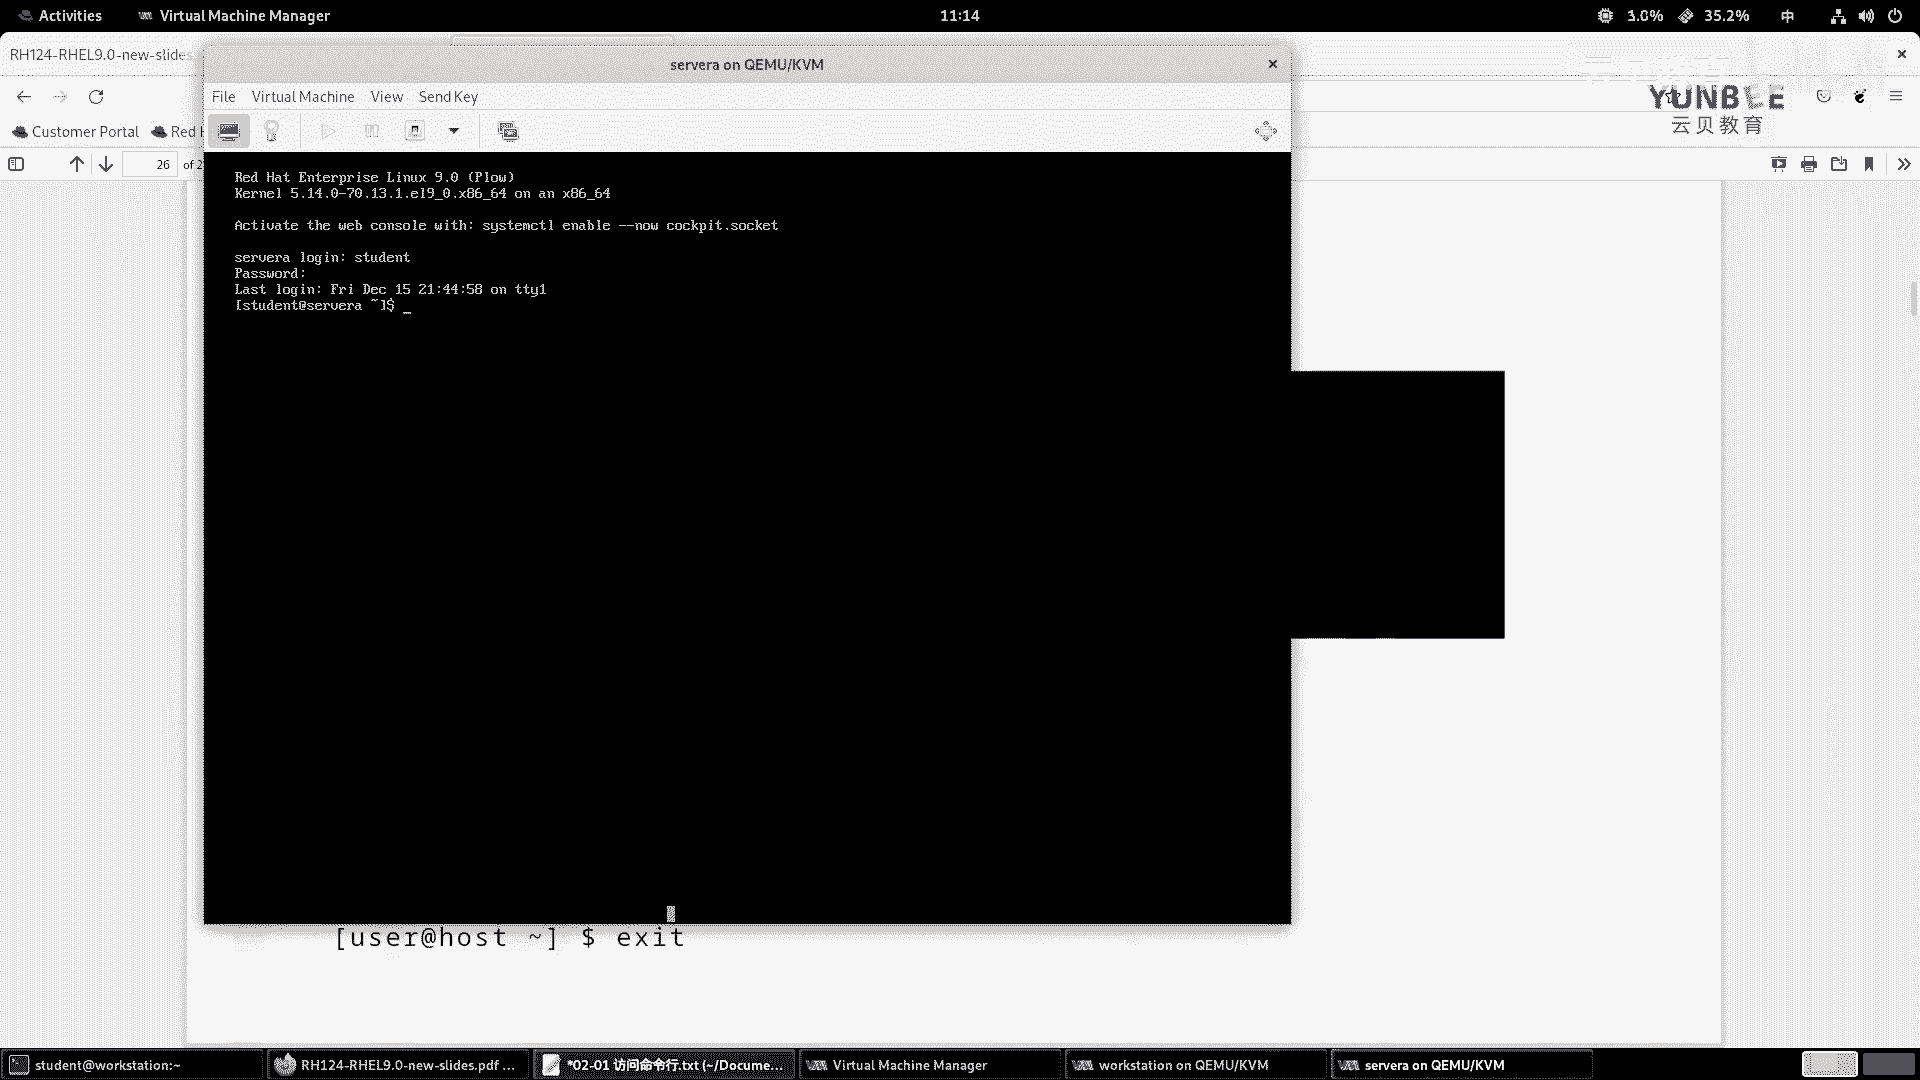 Activities
Virtual Machine Manager
11:14
1.0%
35.2%
中
RH124-RHEL9.0-new-slides.
servera on QEMU/KVM
File
Virtual Machine
View
Send Key
YUNBEE
云贝教育
Customer Portal
Red
26
of 2
Red Hat Enterprise Linux 9.0 (Plow)
Kernel 5.14.0-70.13.1.el9_0.x86_64 on an x86_64
Activate the web console with: systemctl enable --now cockpit.socket
servera login: student
Password:
Last login: Fri Dec 15 21:44:58 on tty1
[student@servera ~]$ _
[user@host ~] $ exit
student@workstation:~
RH124-RHEL9.0-new-slides.pdf ...
*02-01 访问命令行.txt (~/Docume...
Virtual Machine Manager
workstation on QEMU/KVM
servera on QEMU/KVM